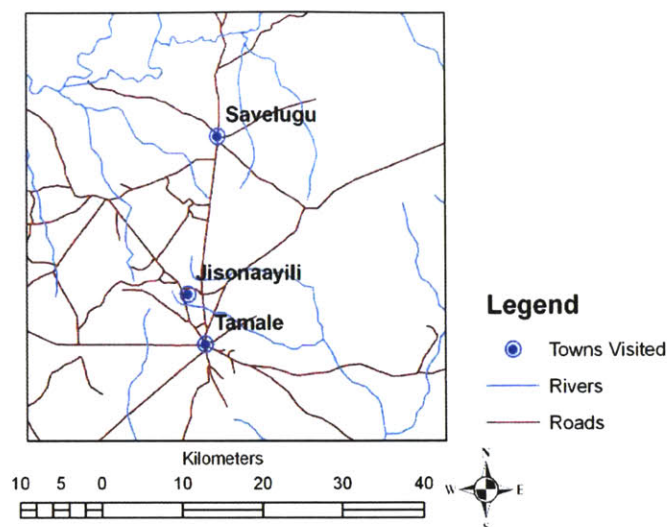 Savelugu
Jisonaayili
Tamale
Legend
Towns Visited
Rivers
Roads
Kilometers
10 5 0 10 20 30 40
N
W E
S